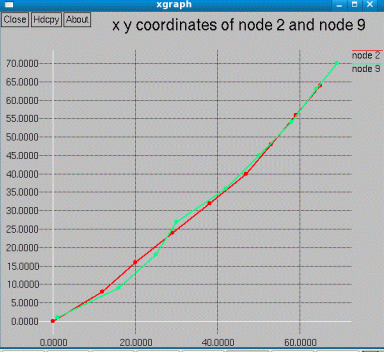 xgraph
Close Hdcpy About
x y coordinates of node 2 and node 9
node 2
node 9
70.0000
65.0000
60.0000
55.0000
50.0000
45.0000
40.0000
35.0000
30.0000
25.0000
20.0000
15.0000
10.0000
5.0000
0.0000
0.0000 20.0000 40.0000 60.0000